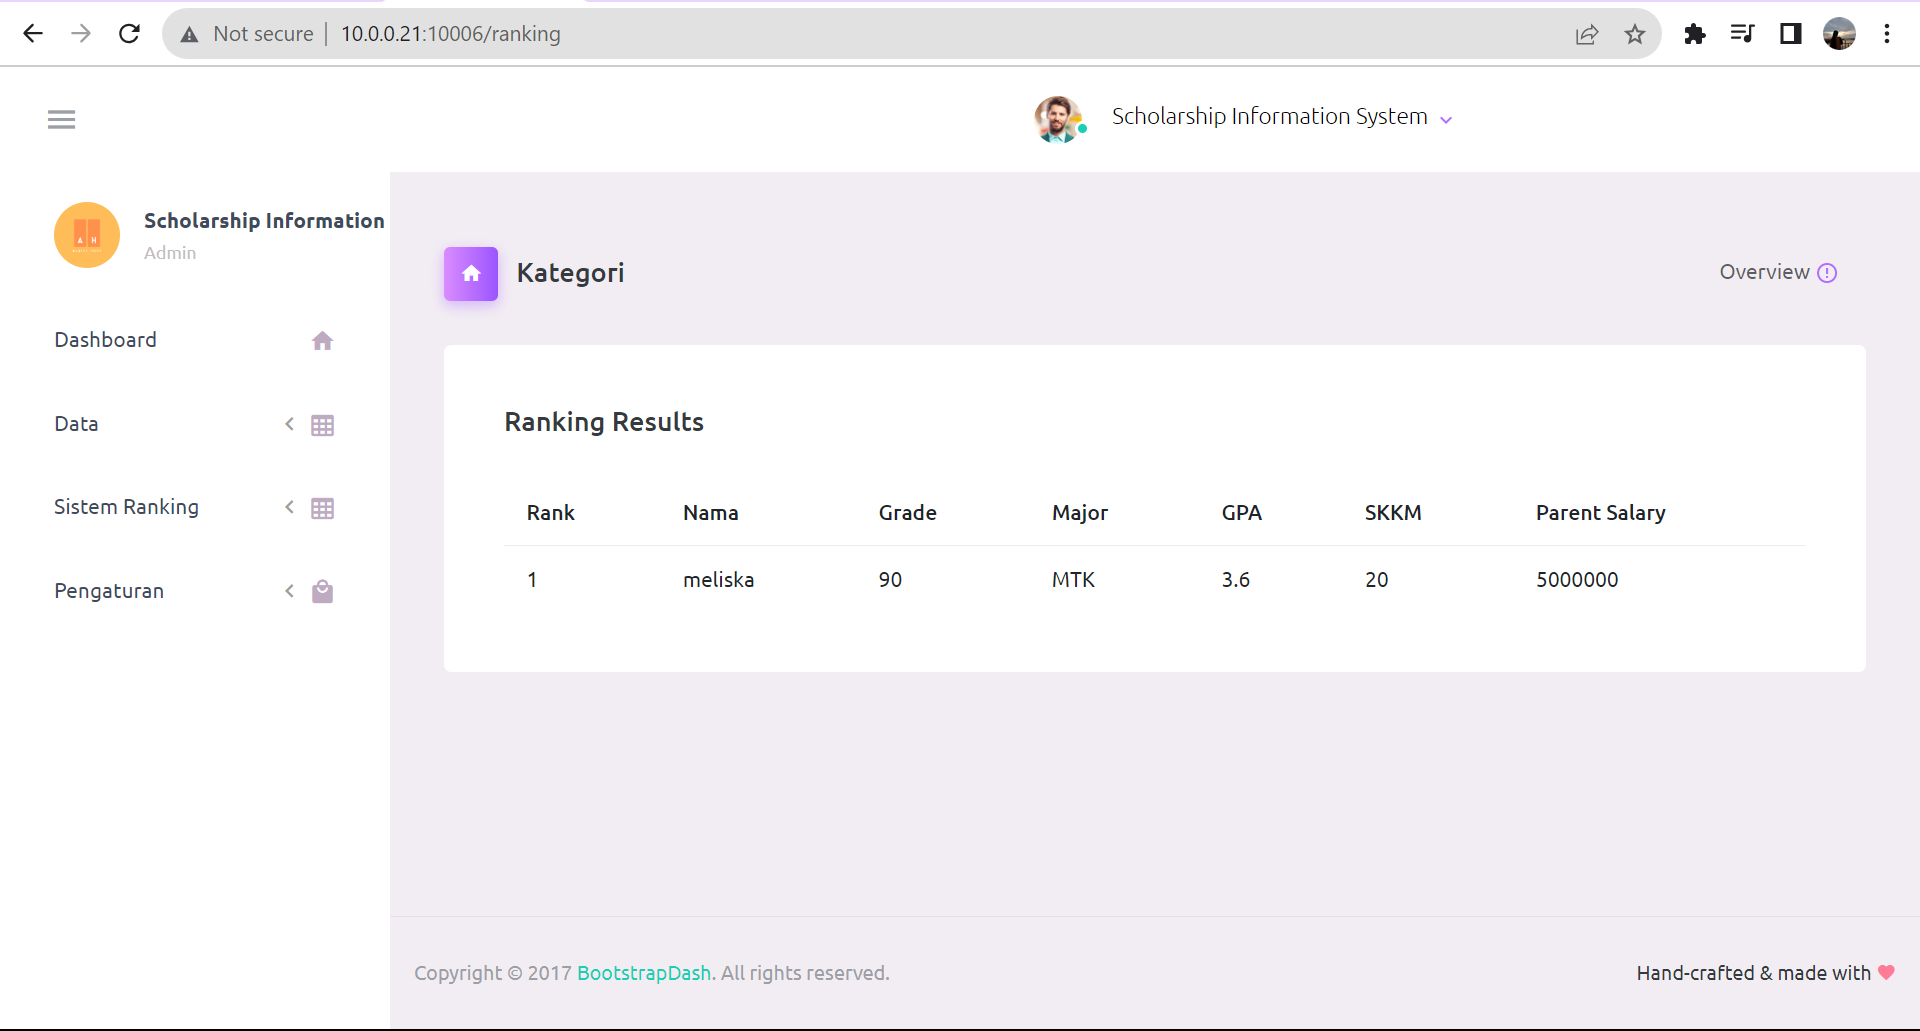 Not secure 10.0.0.21:10006/ranking
Scholarship Information System
Scholarship Information
Admin
Dashboard
Data
Sistem Ranking
Pengaturan
Kategori
Overview
Ranking Results
Rank Nama Grade Major GPA SKKM Parent Salary
1 meliska 90 MTK 3.6 20 5000000
Copyright © 2017 BootstrapDash. All rights reserved.
Hand-crafted & made with